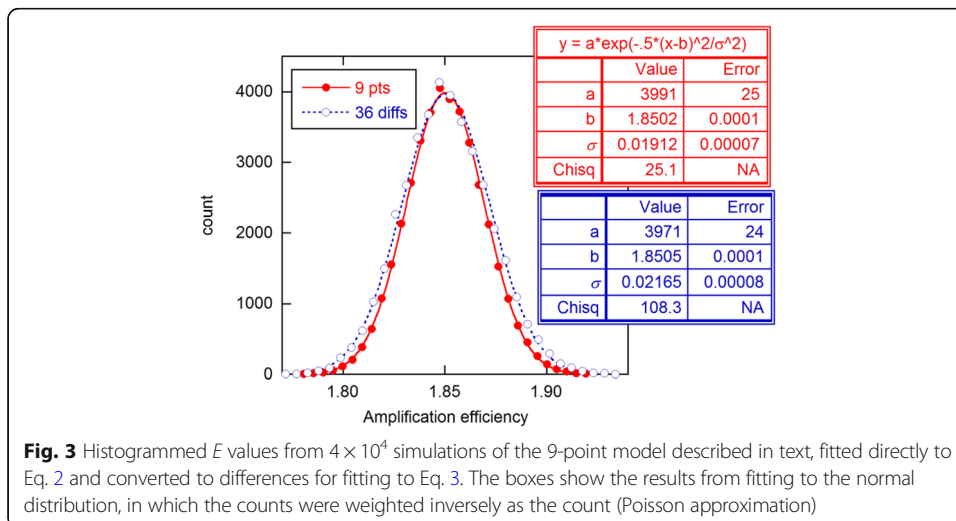 9 pts
36 diffs
4000
3000
2000
1000
0
count
1.80 1.85 1.90
Amplification efficiency
y = a*exp(-.5*(x-b)^2/σ^2)
Value Error
a 3991 25
b 1.8502 0.0001
σ 0.01912 0.00007
Chisq 25.1 NA
Value Error
a 3971 24
b 1.8505 0.0001
σ 0.02165 0.00008
Chisq 108.3 NA
Fig. 3 Histogrammed E values from 4 × 10⁴ simulations of the 9-point model described in text, fitted directly to
Eq. 2 and converted to differences for fitting to Eq. 3. The boxes show the results from fitting to the normal
distribution, in which the counts were weighted inversely as the count (Poisson approximation)